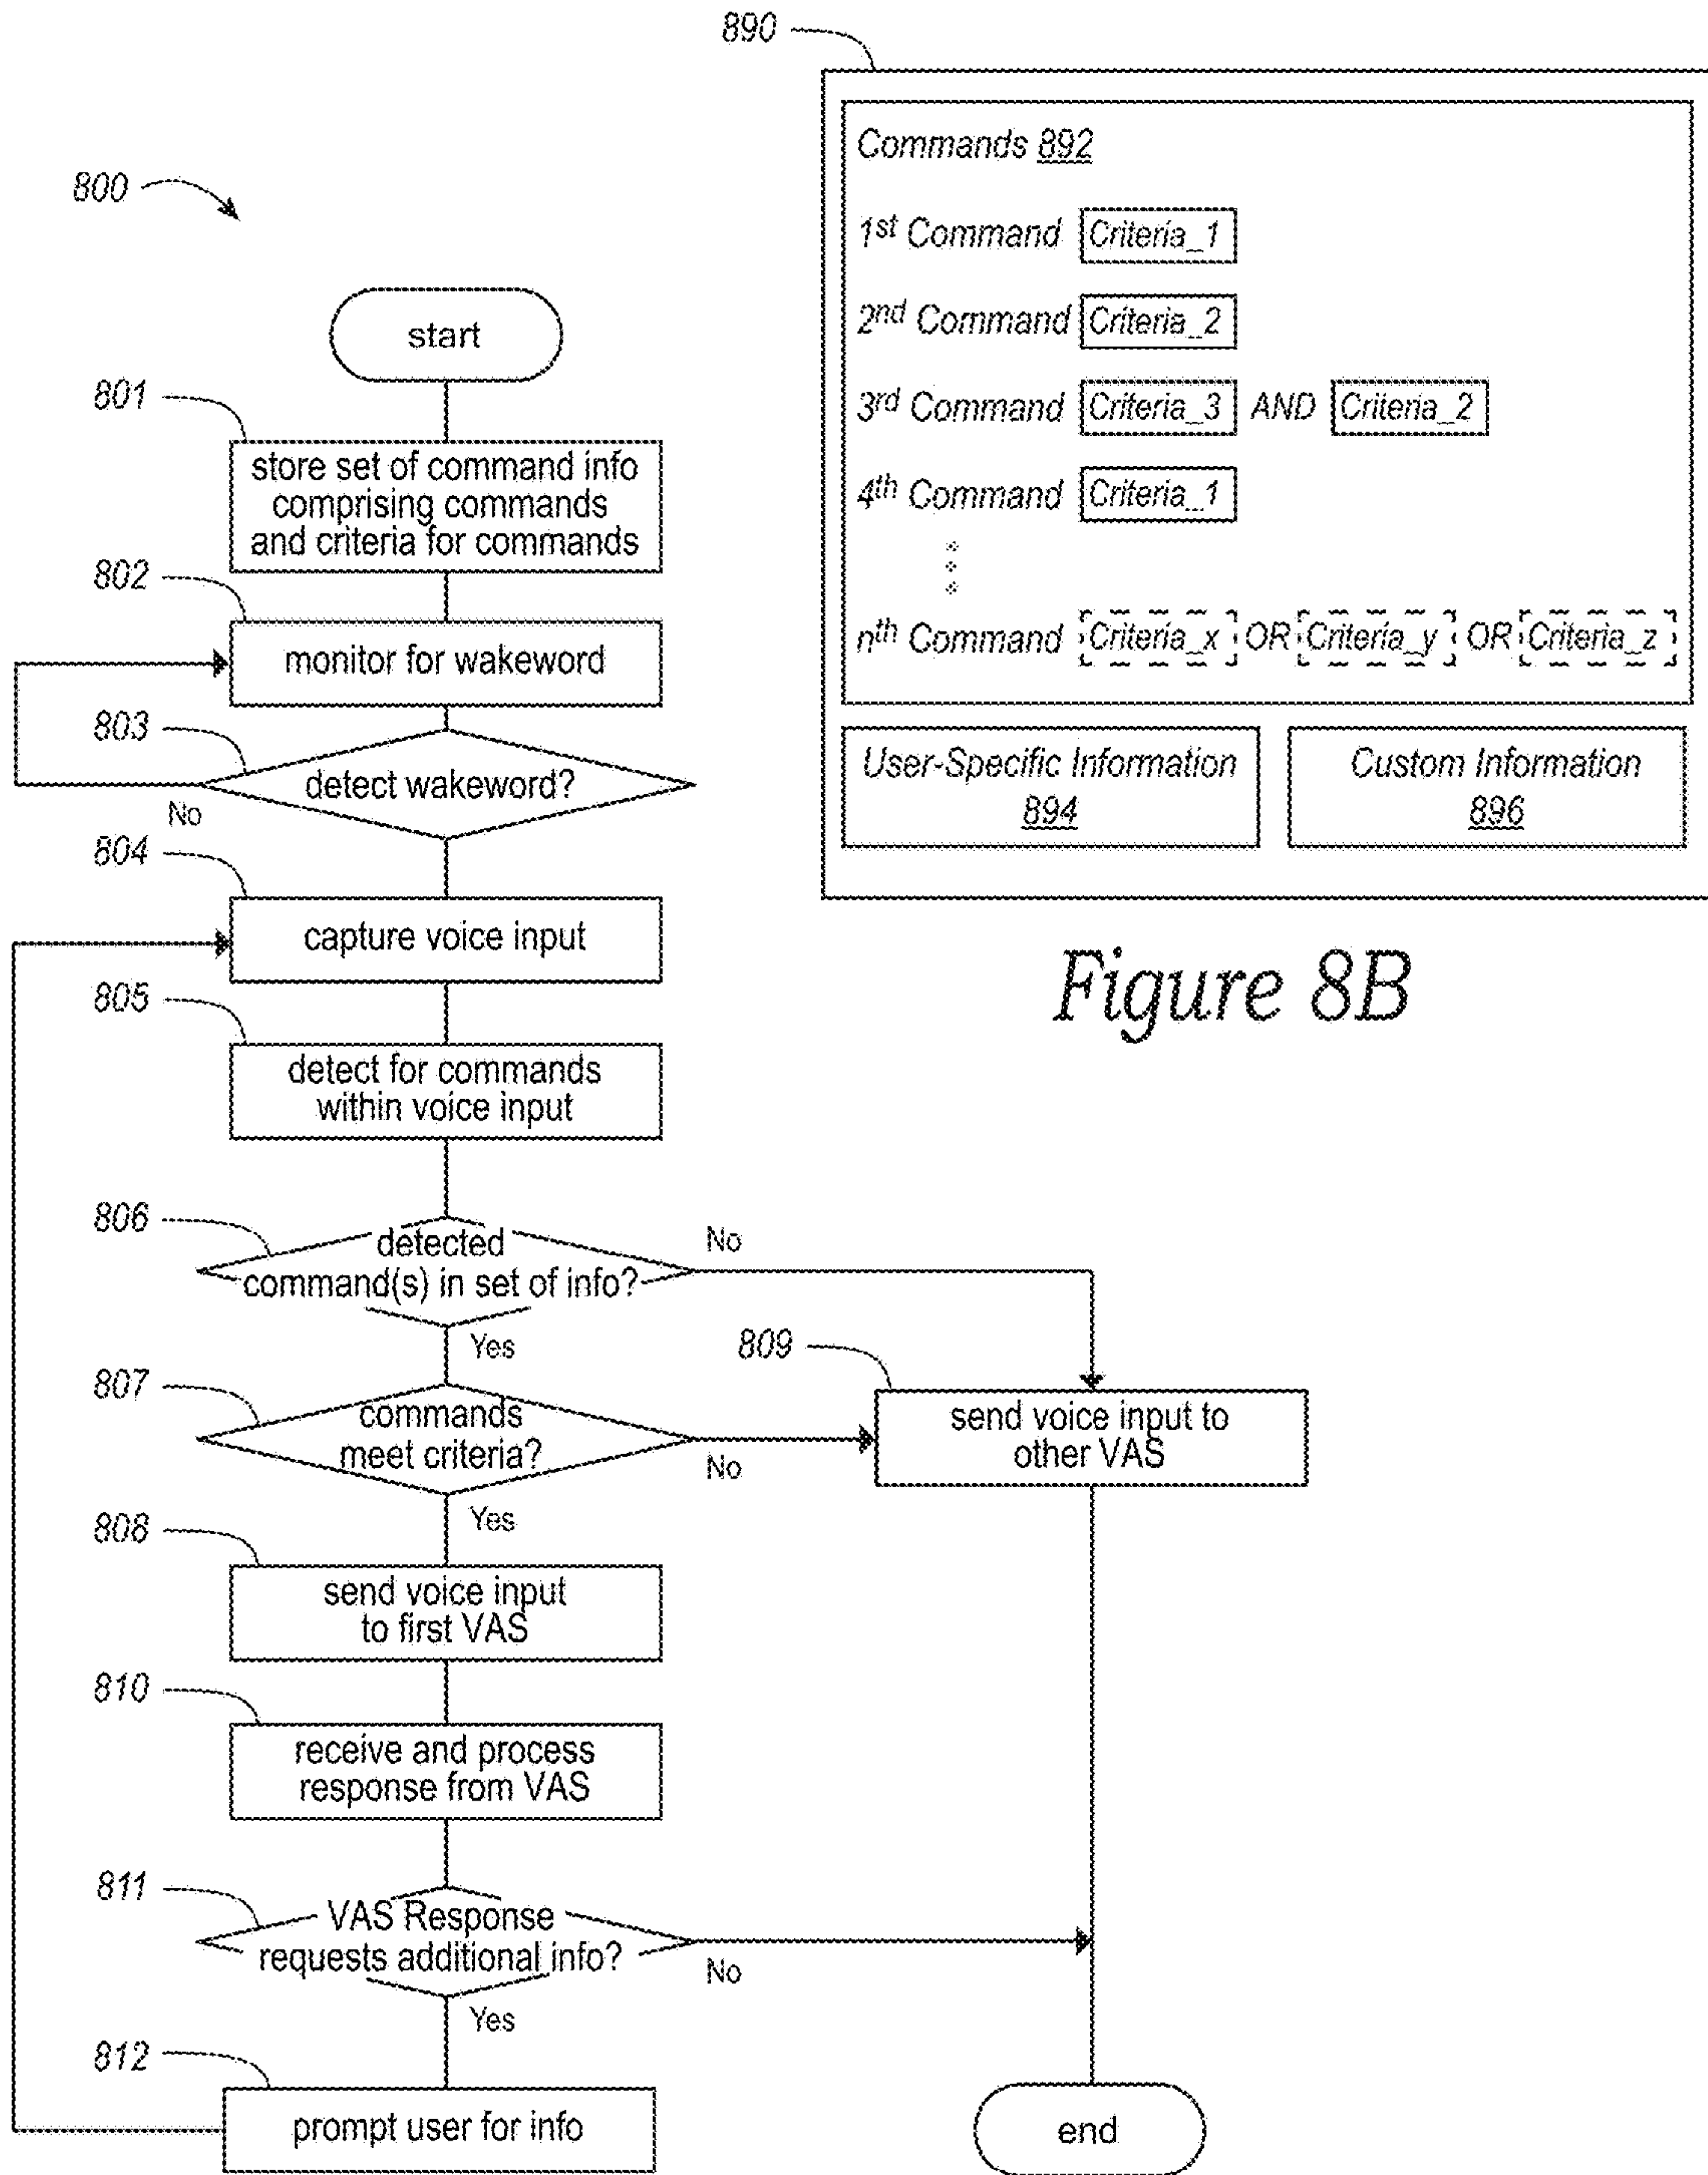 800
start
801
store set of command info
comprising commands
and criteria for commands
802
monitor for wakeword
803
detect wakeword?
No
804
capture voice input
805
detect for commands
within voice input
806
detected
command(s) in set of info?
No
Yes
807
commands
meet criteria?
No
Yes
809
send voice input to
other VAS
808
send voice input
to first VAS
810
receive and process
response from VAS
811
VAS Response
requests additional info?
No
Yes
812
prompt user for info
end
890
Commands 892
1st Command Criteria_1
2nd Command Criteria_2
3rd Command Criteria_3 AND Criteria_2
4th Command Criteria_1
nth Command Criteria_x OR Criteria_y OR Criteria_z
User-Specific Information
894
Custom Information
896
Figure 8B